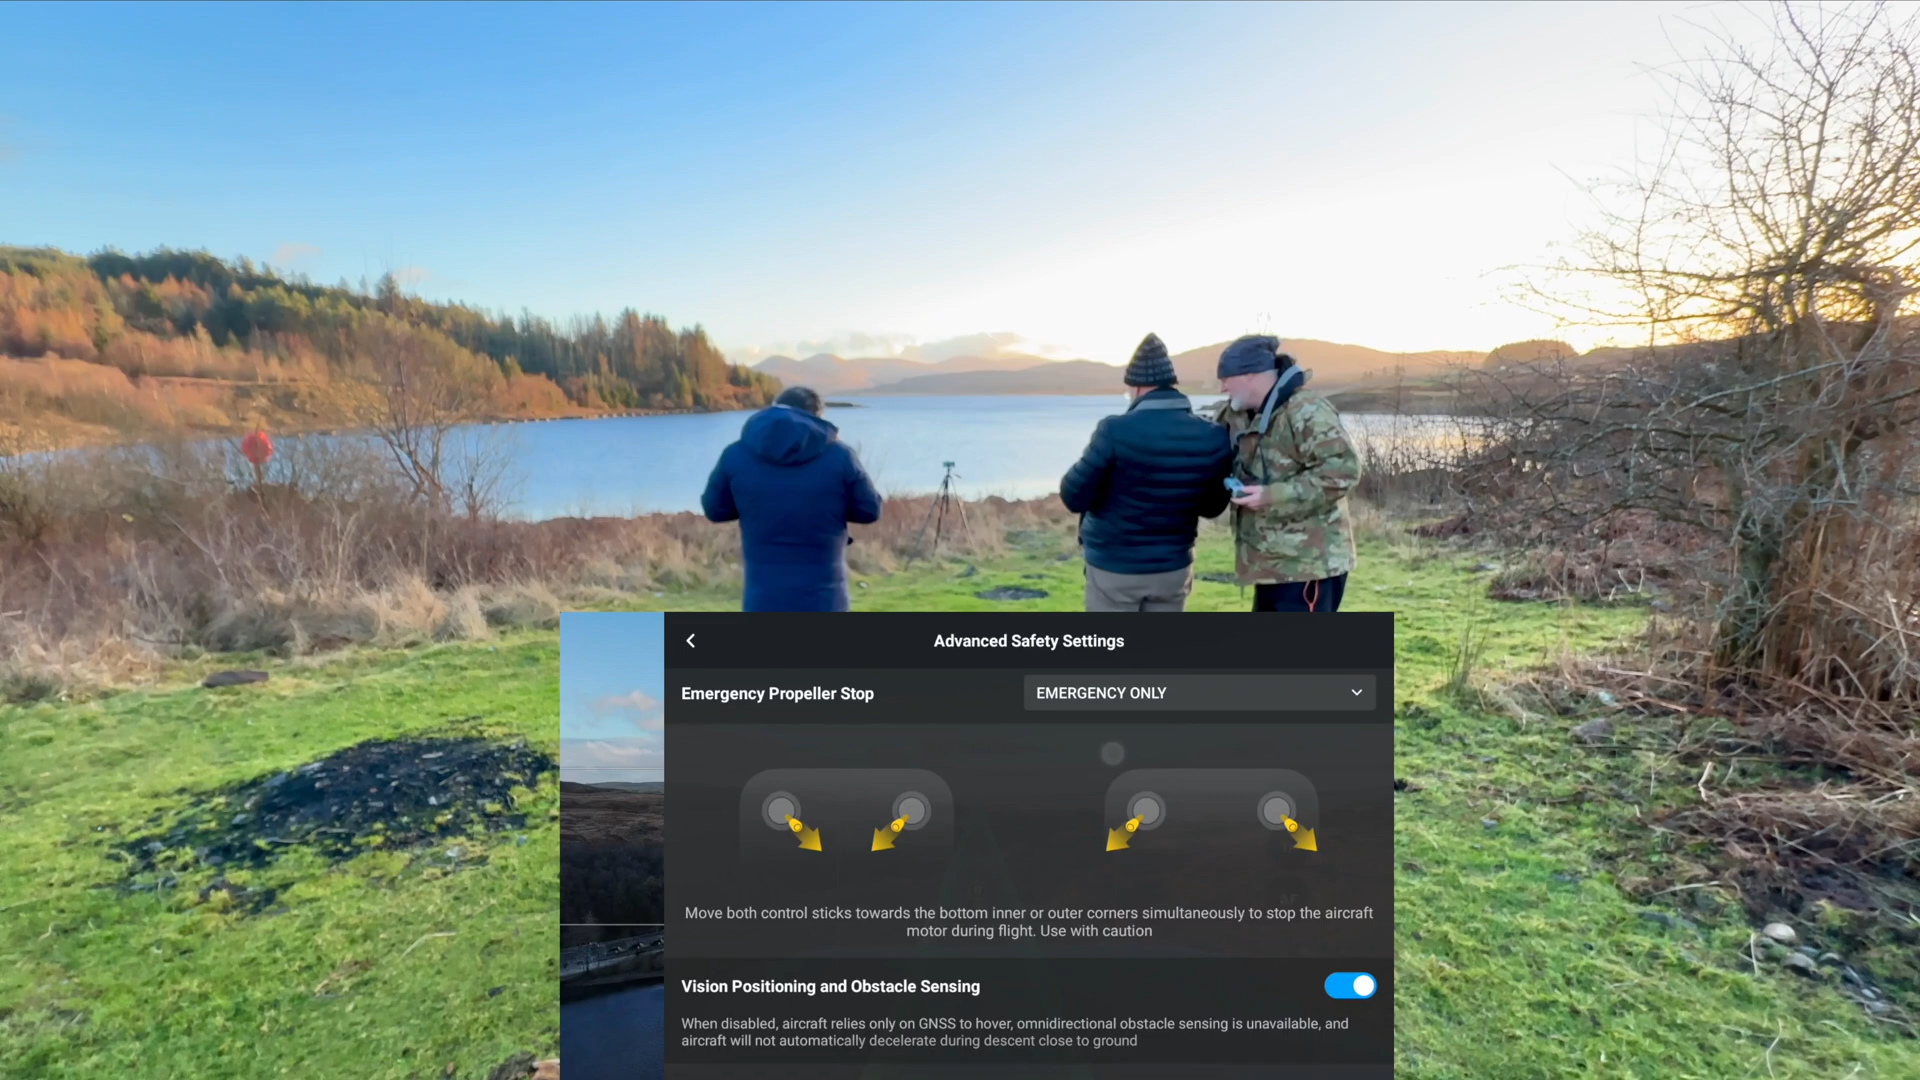 Advanced Safety Settings
Emergency Propeller Stop
EMERGENCY ONLY
Move both control sticks towards the bottom inner or outer corners simultaneously to stop the aircraft
motor during flight. Use with caution
Vision Positioning and Obstacle Sensing
When disabled, aircraft relies only on GNSS to hover, omnidirectional obstacle sensing is unavailable, and
aircraft will not automatically decelerate during descent close to ground